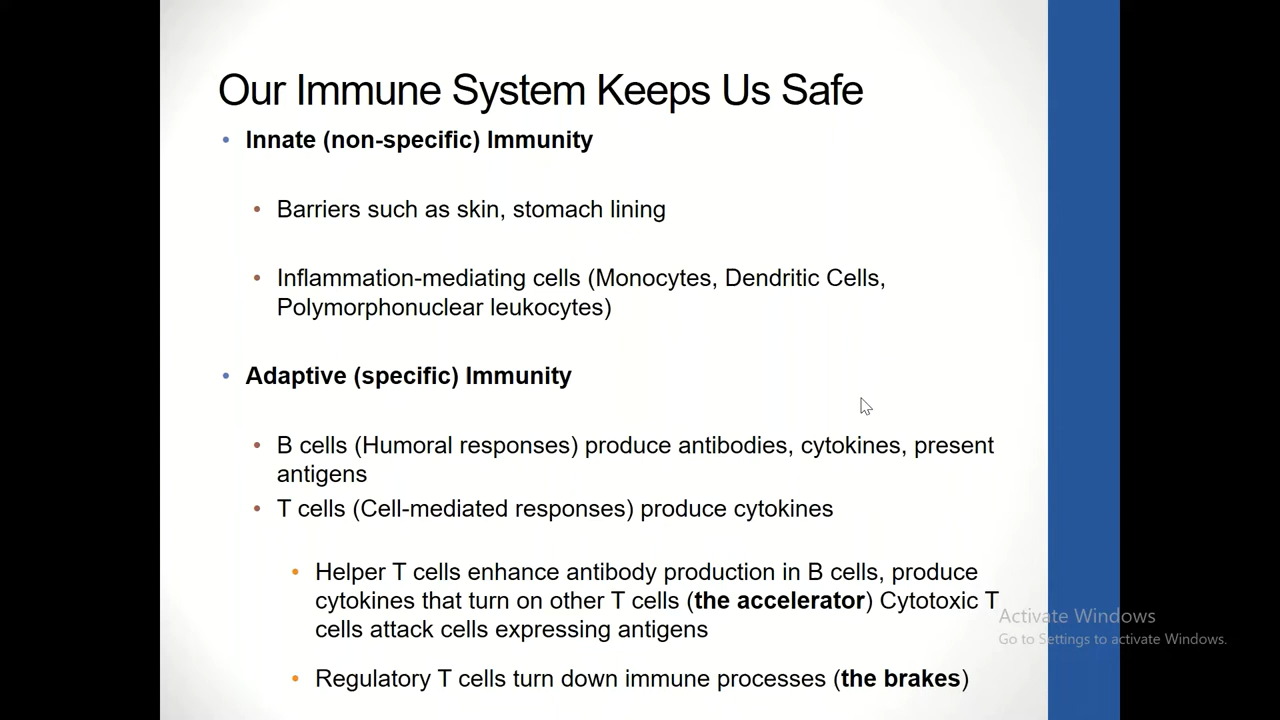 Our Immune System Keeps Us Safe
• Innate (non-specific) Immunity
• Barriers such as skin, stomach lining
• Inflammation-mediating cells (Monocytes, Dendritic Cells,
Polymorphonuclear leukocytes)
• Adaptive (specific) Immunity
• B cells (Humoral responses) produce antibodies, cytokines, present
antigens
• T cells (Cell-mediated responses) produce cytokines
• Helper T cells enhance antibody production in B cells, produce
cytokines that turn on other T cells (the accelerator) Cytotoxic T
cells attack cells expressing antigens
• Regulatory T cells turn down immune processes (the brakes)
Activate Windows
Go to Settings to activate Windows.